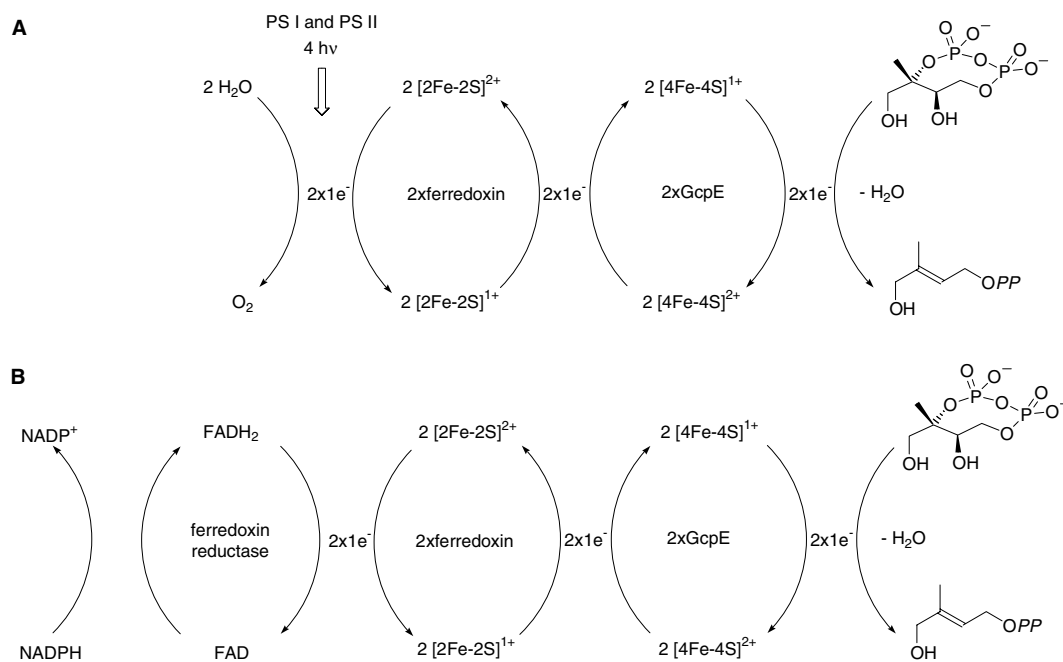 A
PS I and PS II
4 hν
2 H₂O
2 [2Fe-2S]²⁺
2 [4Fe-4S]¹⁺
O
O⁻
P
O
O
O
P
O⁻
O
OH
OH
2x1e⁻
2xferredoxin
2x1e⁻
2xGcpE
2x1e⁻
- H₂O
O₂
2 [2Fe-2S]¹⁺
2 [4Fe-4S]²⁺
OPP
OH
B
O
O⁻
P
O
O
O
P
O⁻
O
OH
OH
NADP⁺
FADH₂
2 [2Fe-2S]²⁺
2 [4Fe-4S]¹⁺
ferredoxin
reductase
2x1e⁻
2xferredoxin
2x1e⁻
2xGcpE
2x1e⁻
- H₂O
NADPH
FAD
2 [2Fe-2S]¹⁺
2 [4Fe-4S]²⁺
OPP
OH